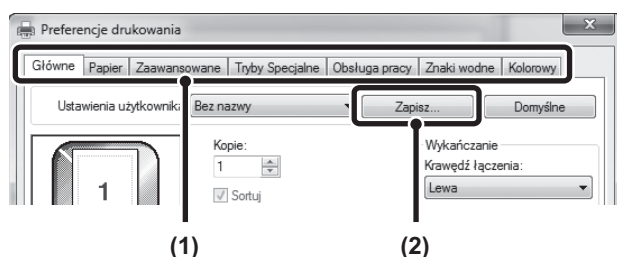 Preferencje drukowania
Główne Papier Zaawansowane Tryby Specjalne Obsługa pracy Znaki wodne Kolorowy
Ustawienia użytkownika Bez nazwy Zapisz... Domyślne
Kopie: Wykańczanie
1 Krawędź łączenia:
1 Sortuj Lewa
(1) (2)